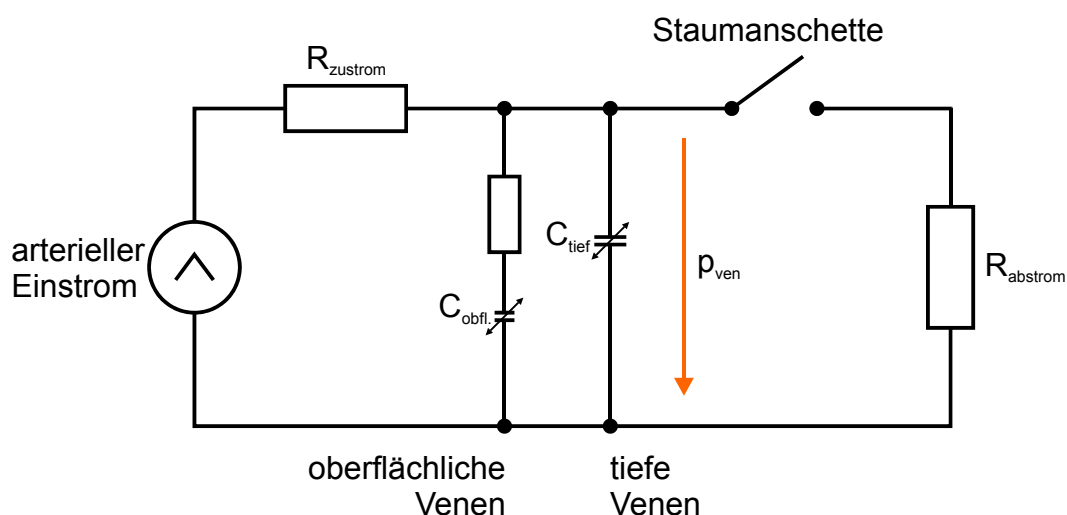 Staumanschette
Rzustrom
arterieller
Einstrom
Ctief
pven
Rabstrom
Cobfl.
oberflächliche
Venen
tiefe
Venen